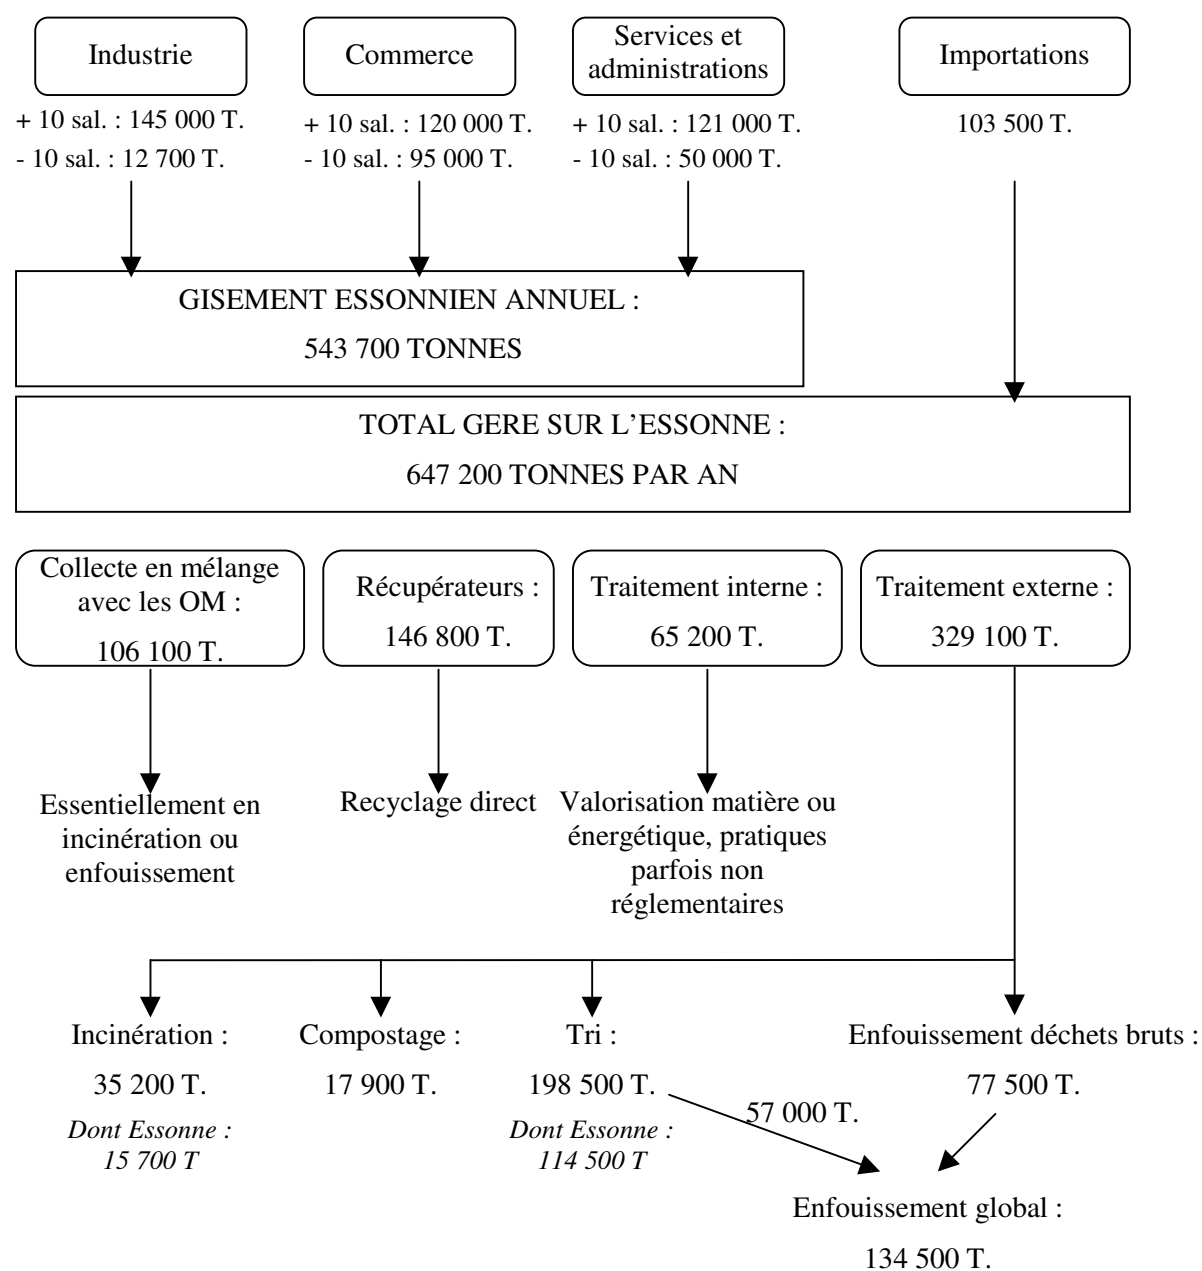 Industrie
Commerce
Services et
administrations
Importations
+ 10 sal. : 145 000 T.
- 10 sal. : 12 700 T.
+ 10 sal. : 120 000 T.
- 10 sal. : 95 000 T.
+ 10 sal. : 121 000 T.
- 10 sal. : 50 000 T.
103 500 T.
GISEMENT ESSONNIEN ANNUEL :
543 700 TONNES
TOTAL GERE SUR L’ESSONNE :
647 200 TONNES PAR AN
Collecte en mélange
avec les OM :
106 100 T.
Récupérateurs :
146 800 T.
Traitement interne :
65 200 T.
Traitement externe :
329 100 T.
Essentiellement en
incinération ou
enfouissement
Recyclage direct
Valorisation matière ou
énergétique, pratiques
parfois non
réglementaires
Incinération :
35 200 T.
Dont Essonne :
15 700 T
Compostage :
17 900 T.
Tri :
198 500 T.
Dont Essonne :
114 500 T
57 000 T.
Enfouissement déchets bruts :
77 500 T.
Enfouissement global :
134 500 T.